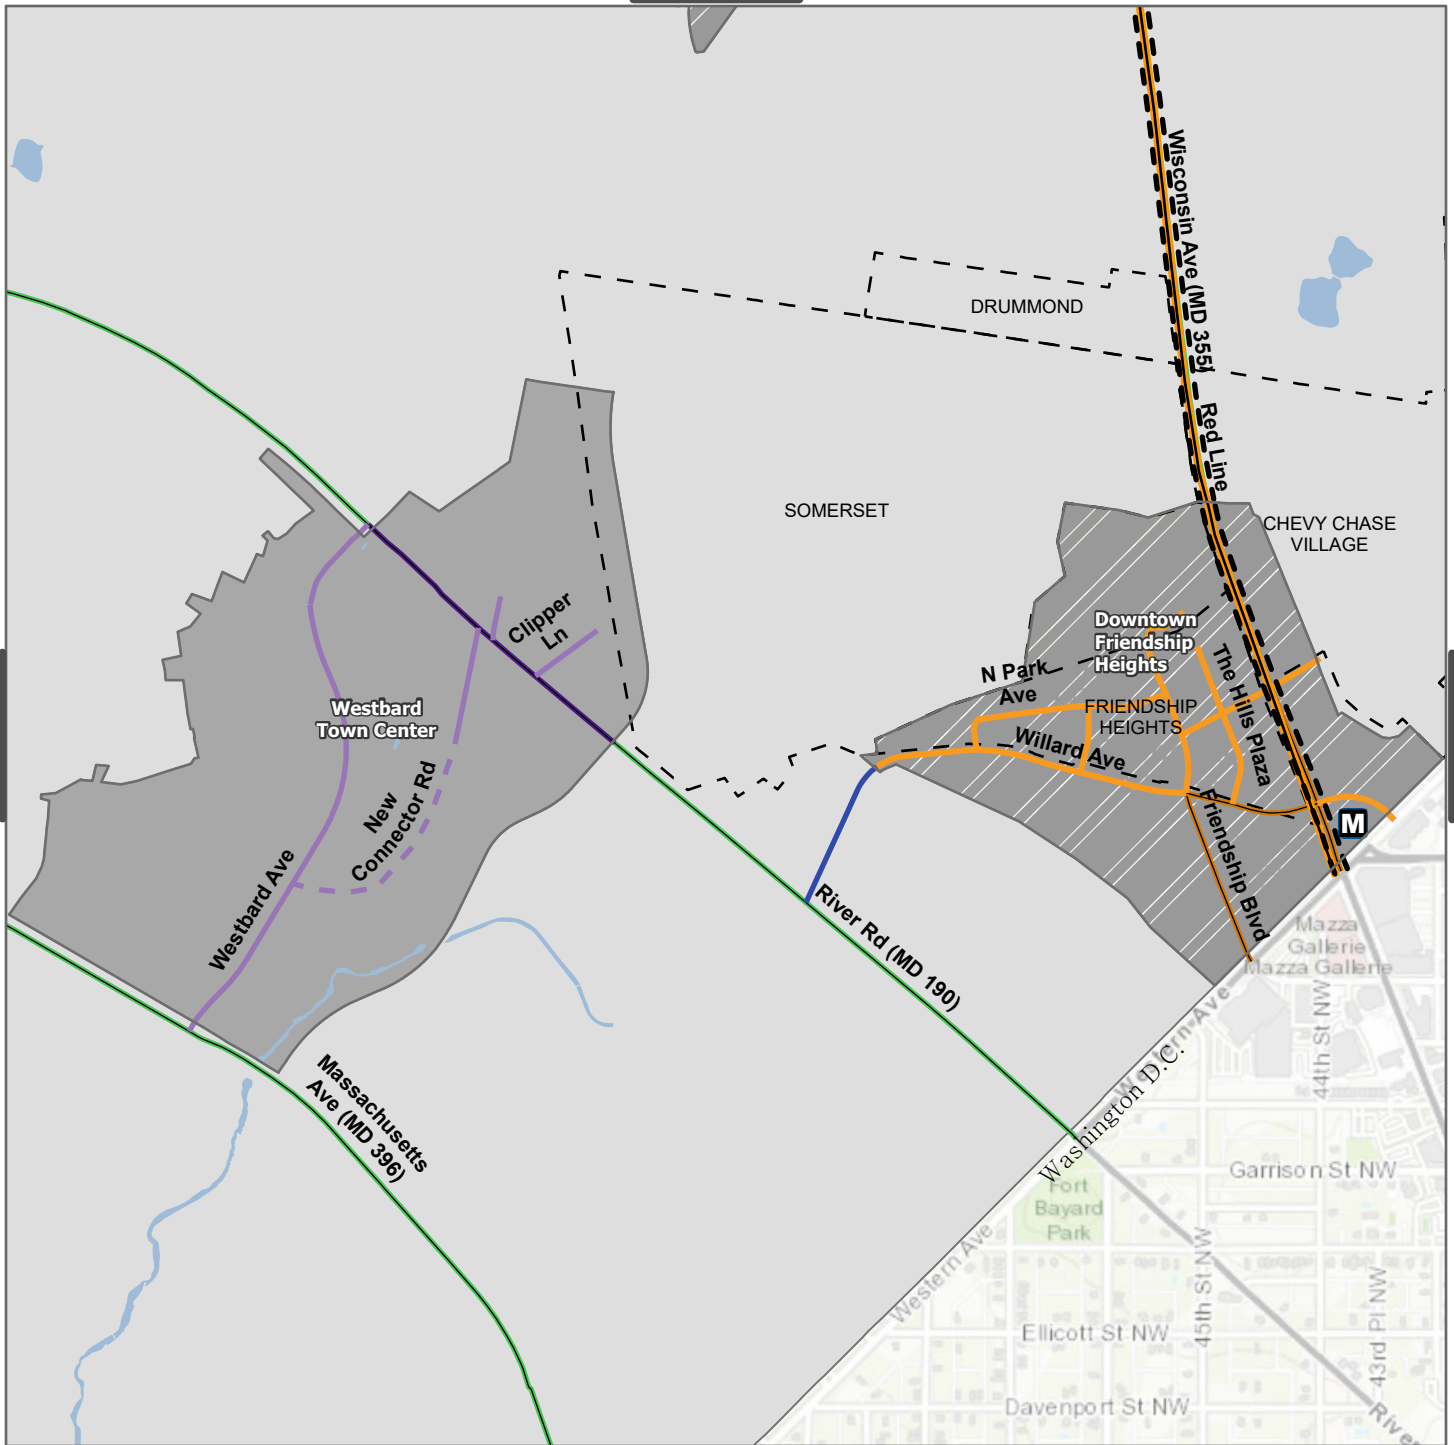 Wisconsin Ave (MD 355)
DRUMMOND
Red Line
SOMERSET
CHEVY CHASE
VILLAGE
Clipper
Ln
Downtown
Friendship
Heights
N Park
Ave
The Hills Plaza
FRIENDSHIP
HEIGHTS
Westbard
Town Center
Willard Ave
New
Connector Rd
M
Friendship Blvd
Westbard Ave
River Rd (MD 190)
Mazza
Gallerie
Mazza Gallerie
Western Ave
Washington D.C.
44th St NW
Massachusetts
Ave (MD 396)
Garrison St NW
Fort
Bayard
Park
Western Ave
45th St NW
Ellicott St NW
43rd Pl NW
Davenport St NW
River